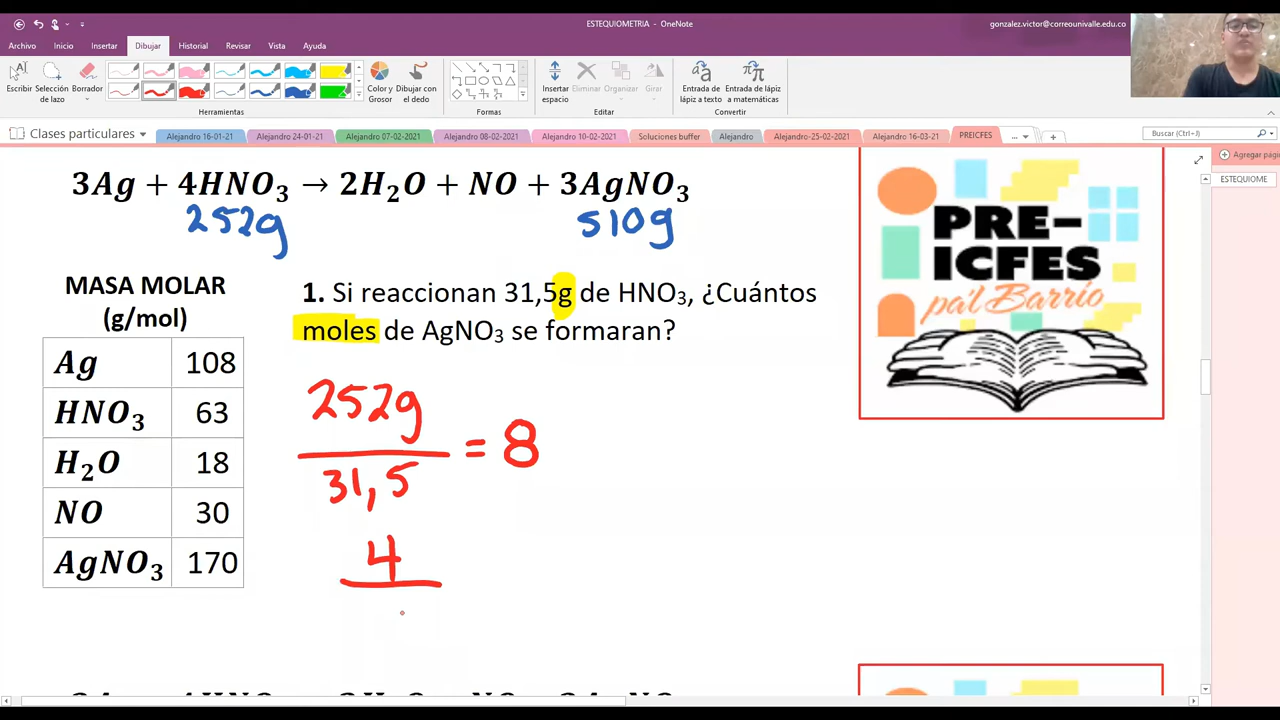 ESTEQUIOMETRIA - OneNote
gonzalez.victor@correounivalle.edu.co
Archivo Inicio Insertar Dibujar Historial Revisar Vista Ayuda
Escribir Selección de lazo Borrador Color y Grosor Dibujar con el dedo Insertar espacio Eliminar Organizar Girar Entrada de lápiz a texto Entrada de lápiz a matemáticas
Herramientas Formas Editar Convertir
Clases particulares Alejandro 16-01-21 Alejandro 24-01-21 Alejandro 07-02-2021 Alejandro 08-02-2021 Alejandro 10-02-2021 Soluciones buffer Alejandro Alejandro-25-02-2021 Alejandro 16-03-21 PREICFES ... Buscar (Ctrl+J)
Agregar pági
ESTEQUIOME
3Ag + 4HNO₃ → 2H₂O + NO + 3AgNO₃
252g 510g
MASA MOLAR
(g/mol)
Ag 108
HNO₃ 63
H₂O 18
NO 30
AgNO₃ 170
1. Si reaccionan 31,5g de HNO₃, ¿Cuántos
moles de AgNO₃ se formaran?
252g
31,5
= 8
4
PRE-
ICFES
pa'l Barrio